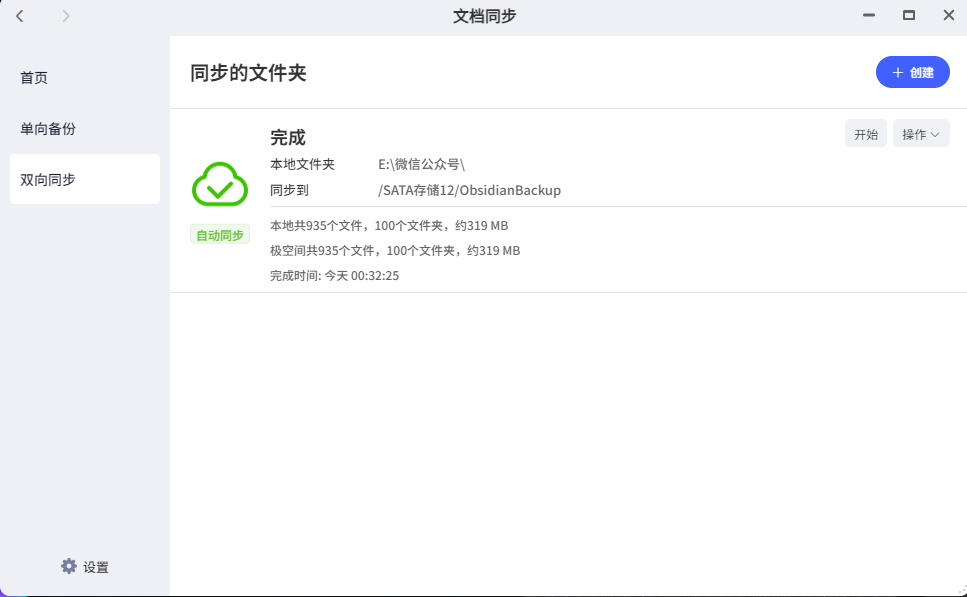 文档同步
首页
单向备份
双向同步
设置
同步的文件夹
创建
完成
开始
操作
本地文件夹 E:\微信公众号\
同步到 /SATA存储12/ObsidianBackup
自动同步
本地共935个文件，100个文件夹，约319 MB
极空间共935个文件，100个文件夹，约319 MB
完成时间: 今天 00:32:25